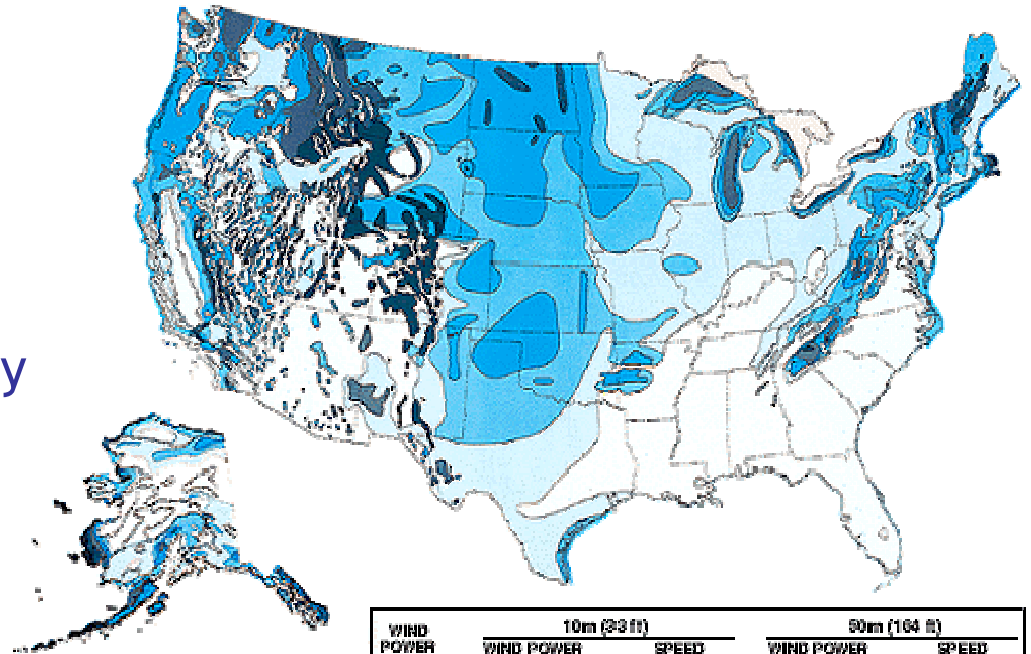 y
10m (33 ft)
50m (164 ft)
WIND
POWER
WIND POWER
SPEED
WIND POWER
SPEED